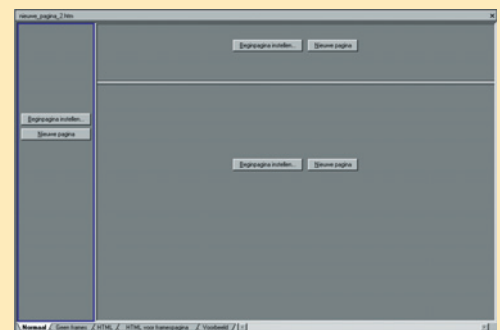 nieuwe_pagina_2.htm
Beginpagina instellen... Nieuwe pagina
Beginpagina instellen...
Nieuwe pagina
Beginpagina instellen... Nieuwe pagina
Normaal Geen frames HTML HTML voor framespagina Voorbeeld